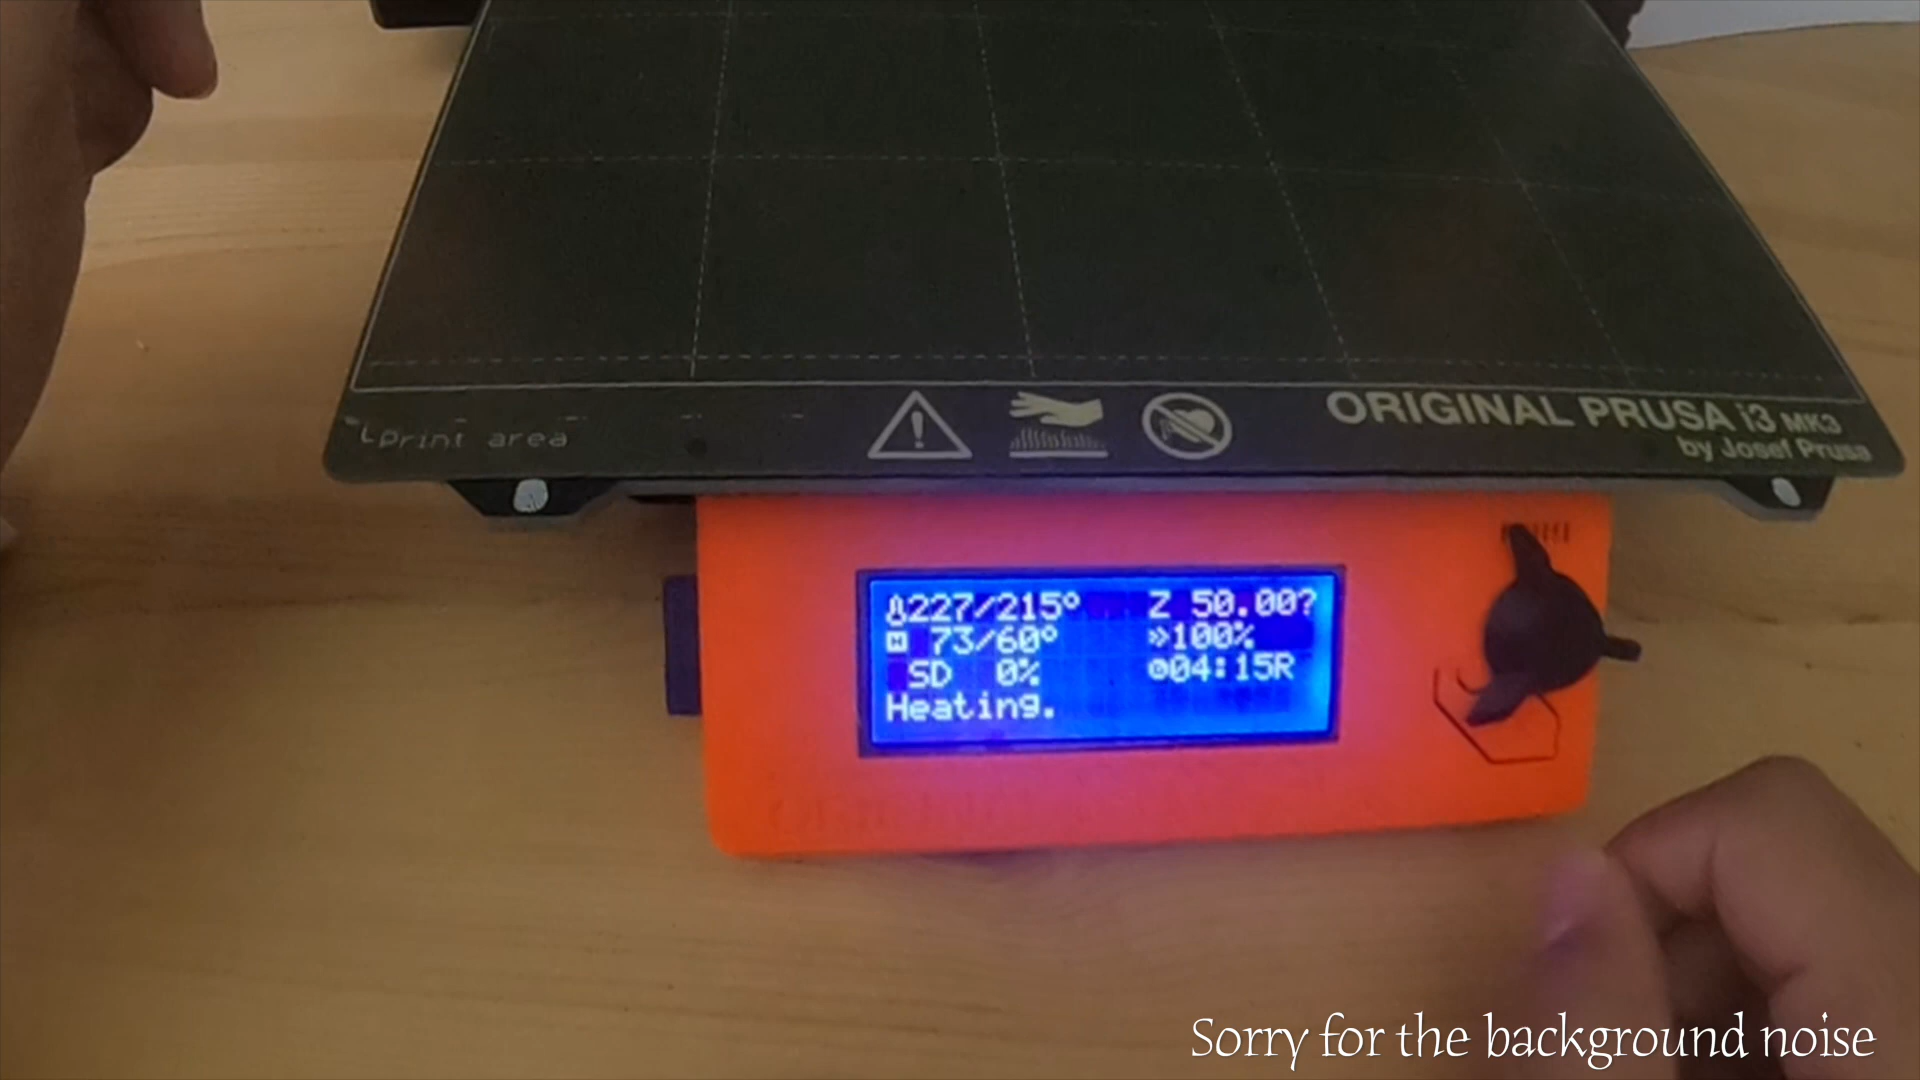 print area
ORIGINAL PRUSA i3 MK3
by Josef Prusa
227/215° Z 50.00?
73/60° 100%
SD 0% 04:15R
Heating.
Sorry for the background noise